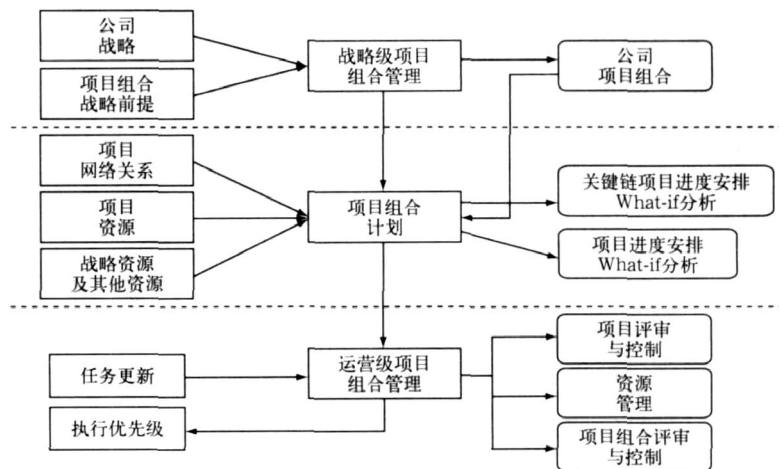 公司
战略
战略级项目
组合管理
公司
项目组合
项目组合
战略前提
项目
网络关系
关键链项目进度安排
What-if分析
项目
资源
项目组合
计划
项目进度安排
What-if分析
战略资源
及其他资源
项目评审
与控制
任务更新
运营级项目
组合管理
资源
管理
执行优先级
项目组合评审
与控制